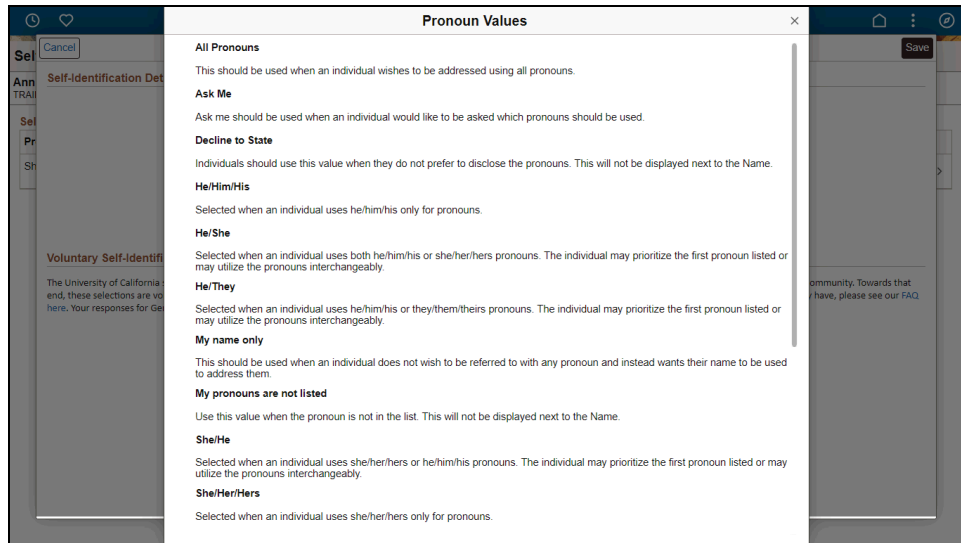 Pronoun Values
Cancel
Save
Sel
Ann
TRAI
Self-Identification Det
Sel
Pr
Sh
All Pronouns
This should be used when an individual wishes to be addressed using all pronouns.
Ask Me
Ask me should be used when an individual would like to be asked which pronouns should be used.
Decline to State
Individuals should use this value when they do not prefer to disclose the pronouns. This will not be displayed next to the Name.
He/Him/His
Selected when an individual uses he/him/his only for pronouns.
He/She
Selected when an individual uses both he/him/his or she/her/hers pronouns. The individual may prioritize the first pronoun listed or
may utilize the pronouns interchangeably.
He/They
Selected when an individual uses he/him/his or they/them/theirs pronouns. The individual may prioritize the first pronoun listed or
may utilize the pronouns interchangeably.
My name only
This should be used when an individual does not wish to be referred to with any pronoun and instead wants their name to be used
to address them.
My pronouns are not listed
Use this value when the pronoun is not in the list. This will not be displayed next to the Name.
She/He
Selected when an individual uses she/her/hers or he/him/his pronouns. The individual may prioritize the first pronoun listed or may
utilize the pronouns interchangeably.
She/Her/Hers
Selected when an individual uses she/her/hers only for pronouns.
Voluntary Self-Identifi
The University of California
end, these selections are vo
here. Your responses for Ge
ommunity. Towards that
y have, please see our FAQ